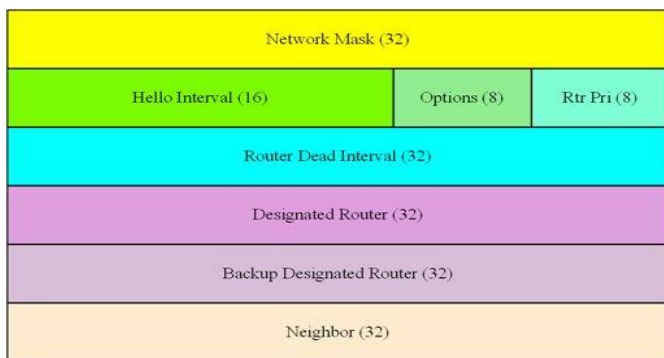 Network Mask (32)
Hello Interval (16) Options (8) Rtr Pri (8)
Router Dead Interval (32)
Designated Router (32)
Backup Designated Router (32)
Neighbor (32)